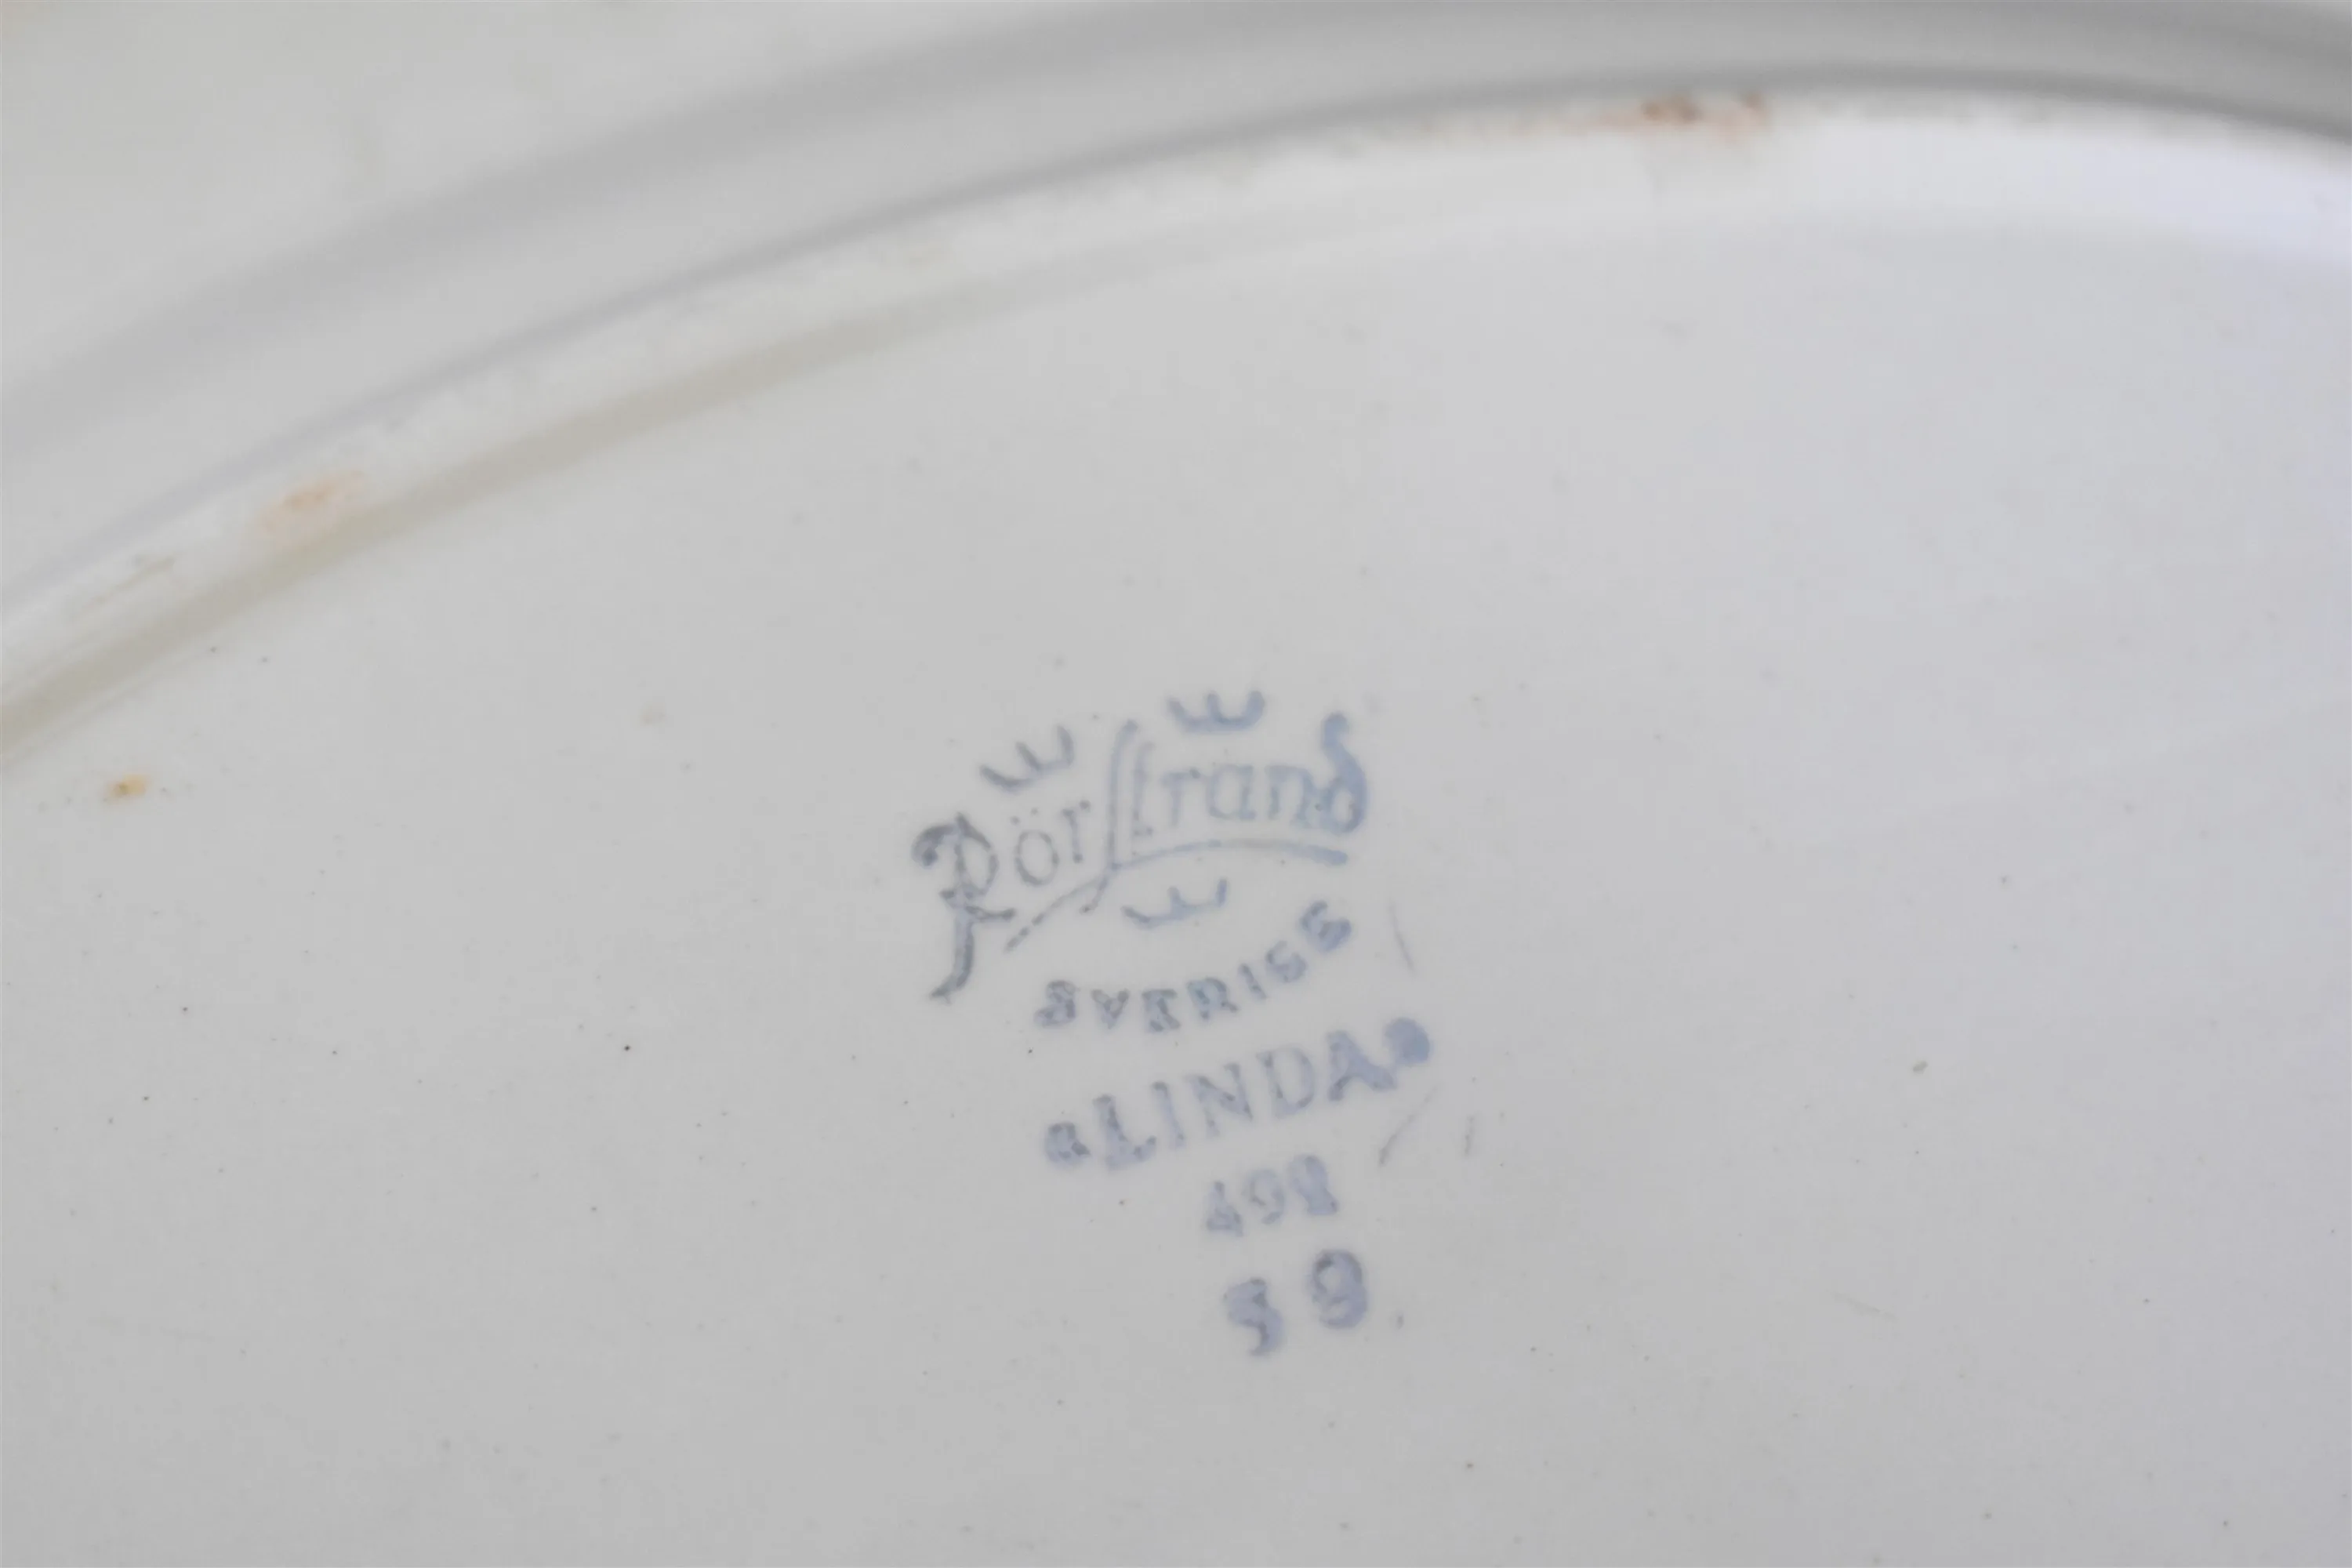 Rörstrand
SVERIGE
"LINDA"
498
59